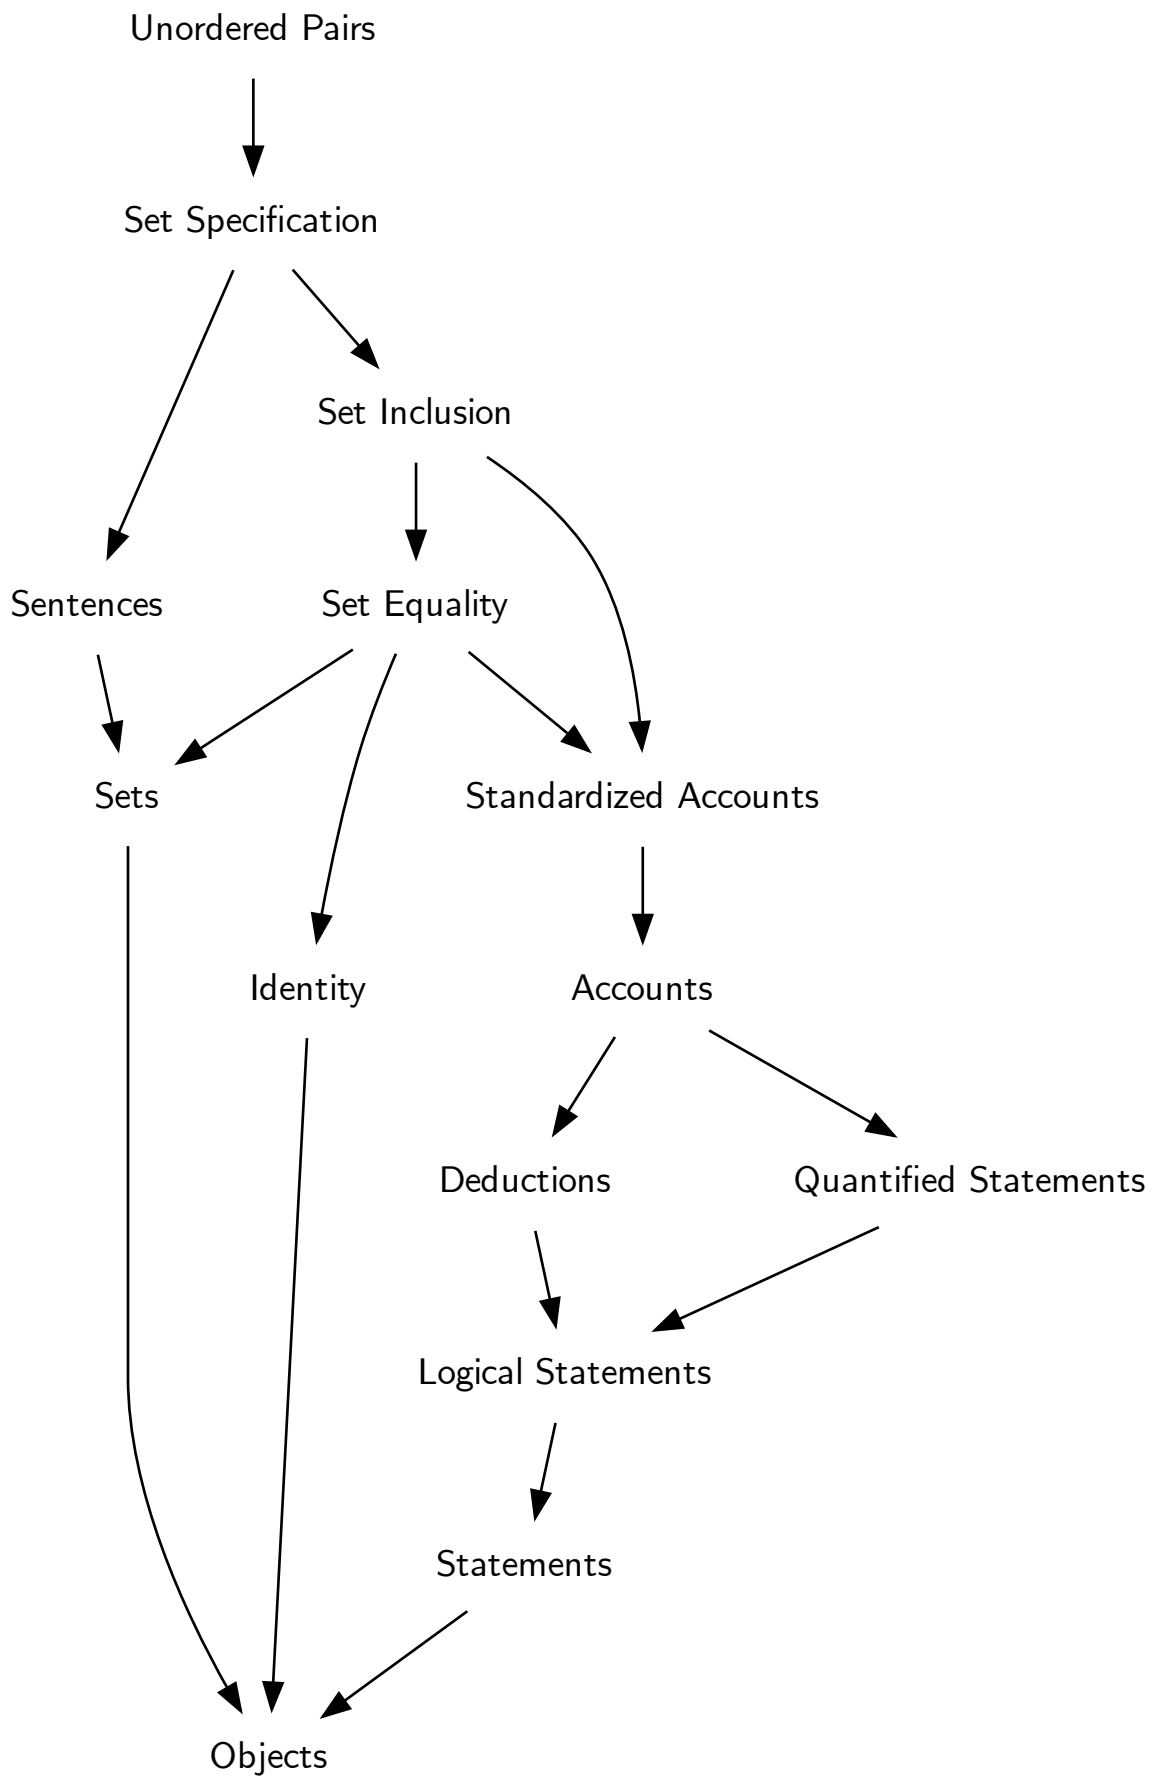 Unordered Pairs
Set Specification
Set Inclusion
Sentences
Set Equality
Sets
Standardized Accounts
Identity
Accounts
Deductions
Quantified Statements
Logical Statements
Statements
Objects